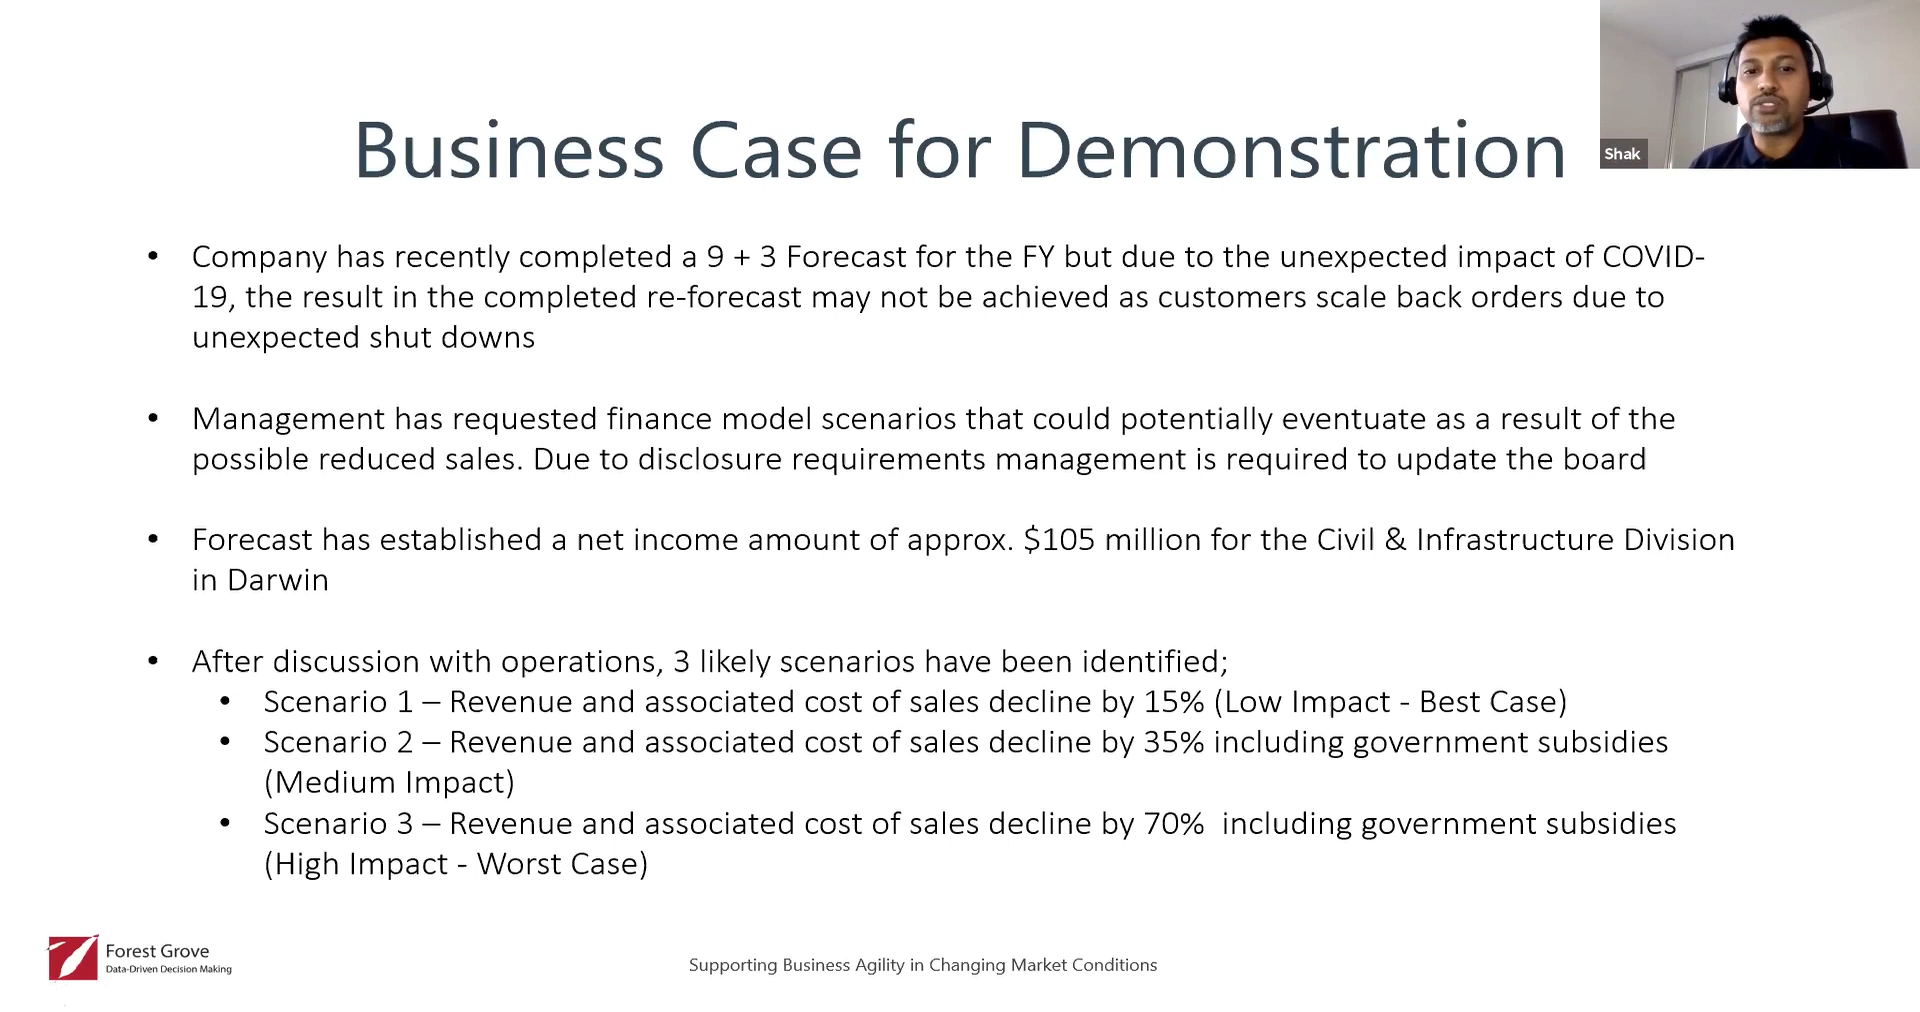 Business Case for Demonstration
Shak
• Company has recently completed a 9 + 3 Forecast for the FY but due to the unexpected impact of COVID-
19, the result in the completed re-forecast may not be achieved as customers scale back orders due to
unexpected shut downs
• Management has requested finance model scenarios that could potentially eventuate as a result of the
possible reduced sales. Due to disclosure requirements management is required to update the board
• Forecast has established a net income amount of approx. $105 million for the Civil & Infrastructure Division
in Darwin
• After discussion with operations, 3 likely scenarios have been identified;
• Scenario 1 – Revenue and associated cost of sales decline by 15% (Low Impact - Best Case)
• Scenario 2 – Revenue and associated cost of sales decline by 35% including government subsidies
(Medium Impact)
• Scenario 3 – Revenue and associated cost of sales decline by 70%  including government subsidies
(High Impact - Worst Case)
Forest Grove
Data-Driven Decision Making
Supporting Business Agility in Changing Market Conditions